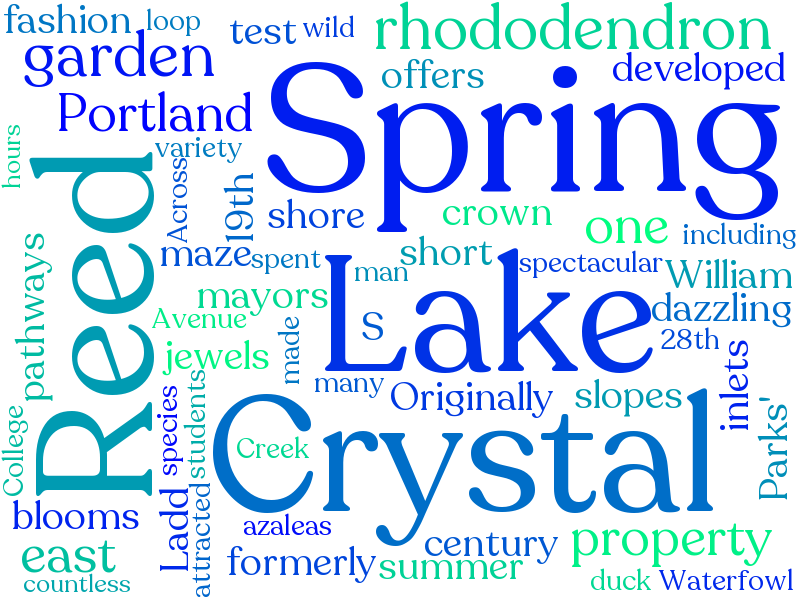 fashion
loop
test
wild
rhododendron
garden
offers
developed
Spring
Portland
hours
variety
Across
19th
Reed
shore
crown
one
including
maze
spent
man
short
spectacular
William
pathways
mayors
Lake
s
dazzling
Avenue
made
28th
jewels
many
Originally
slopes
inlets
College
species
students
Crystal
Creek
Parks'
blooms
Ladd
attracted
azaleas
east
formerly
century
property
countless
summer
duck
Waterfowl